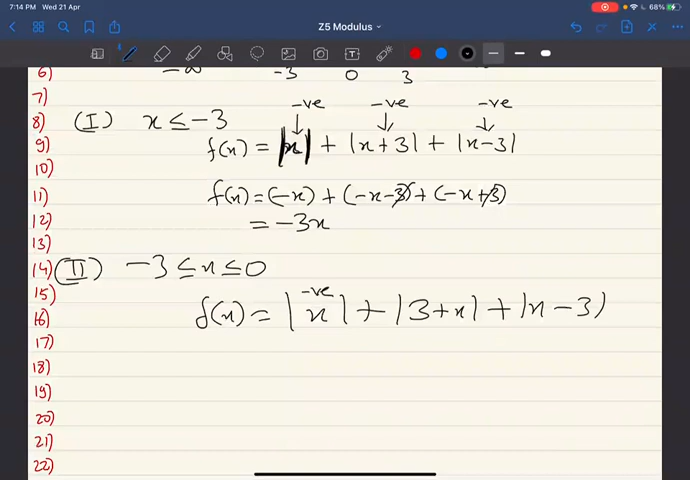 7:14 PM Wed 21 Apr 68%
Z5 Modulus
6) -∞ -3 0 3
7) -ve -ve -ve
8) (I) x ≤ -3
9) f(x) = |x| + |x+3| + |x-3|
10)
11) f(x) = (-x) + (-x-3) + (-x+3)
12) = -3x
13)
14) (II) -3 ≤ x ≤ 0
15) -ve
16) f(x) = |x| + |3+x| + |x-3|
17)
18)
19)
20)
21)
22)